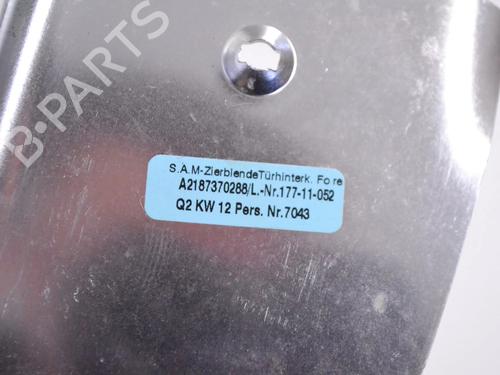 B-PARTS
S.A.M-ZierblendeTürhinterk. Fo re
A2187370288/L.-Nr.177-11-052
Q2 KW 12 Pers. Nr.7043